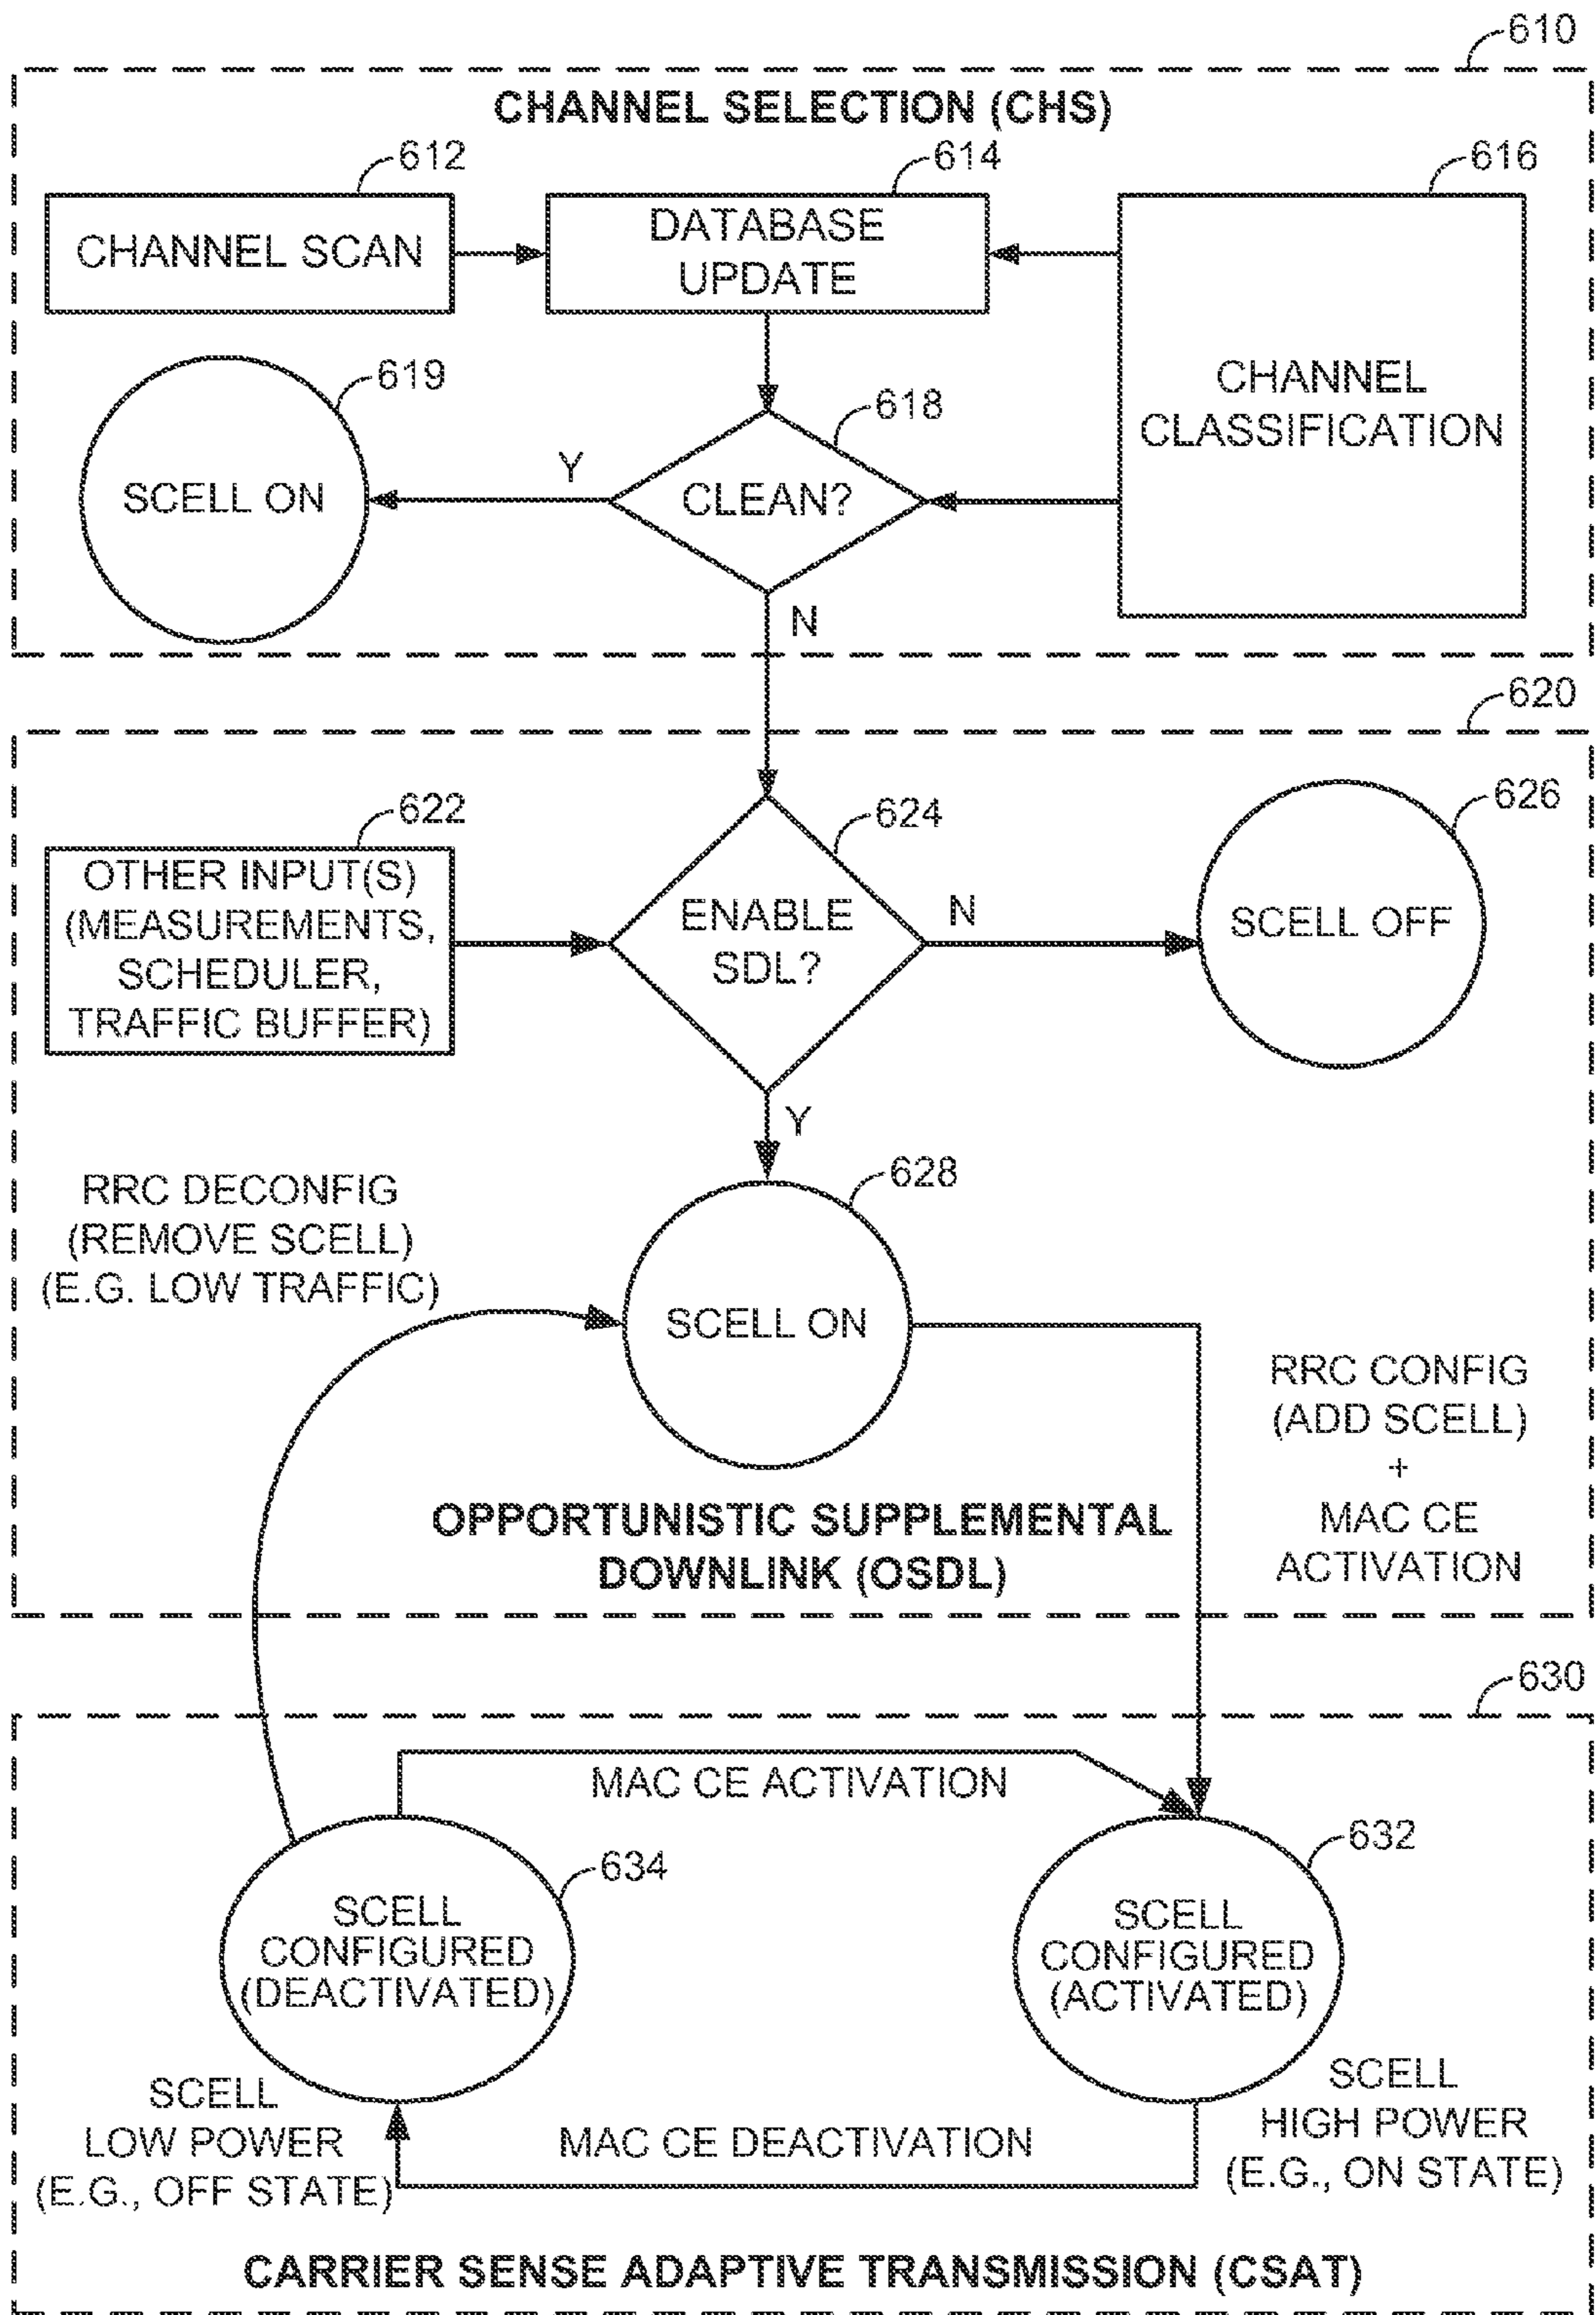 610
CHANNEL SELECTION (CHS)
612
614
616
CHANNEL SCAN
DATABASE
UPDATE
CHANNEL
CLASSIFICATION
619
618
SCELL ON
Y
CLEAN?
N
620
622
624
626
OTHER INPUT(S)
(MEASUREMENTS,
SCHEDULER,
TRAFFIC BUFFER)
ENABLE
SDL?
N
SCELL OFF
Y
628
RRC DECONFIG
(REMOVE SCELL)
(E.G. LOW TRAFFIC)
SCELL ON
RRC CONFIG
(ADD SCELL)
+
MAC CE
ACTIVATION
OPPORTUNISTIC SUPPLEMENTAL
DOWNLINK (OSDL)
630
MAC CE ACTIVATION
634
632
SCELL
CONFIGURED
(DEACTIVATED)
SCELL
CONFIGURED
(ACTIVATED)
SCELL
LOW POWER
(E.G., OFF STATE)
MAC CE DEACTIVATION
SCELL
HIGH POWER
(E.G., ON STATE)
CARRIER SENSE ADAPTIVE TRANSMISSION (CSAT)